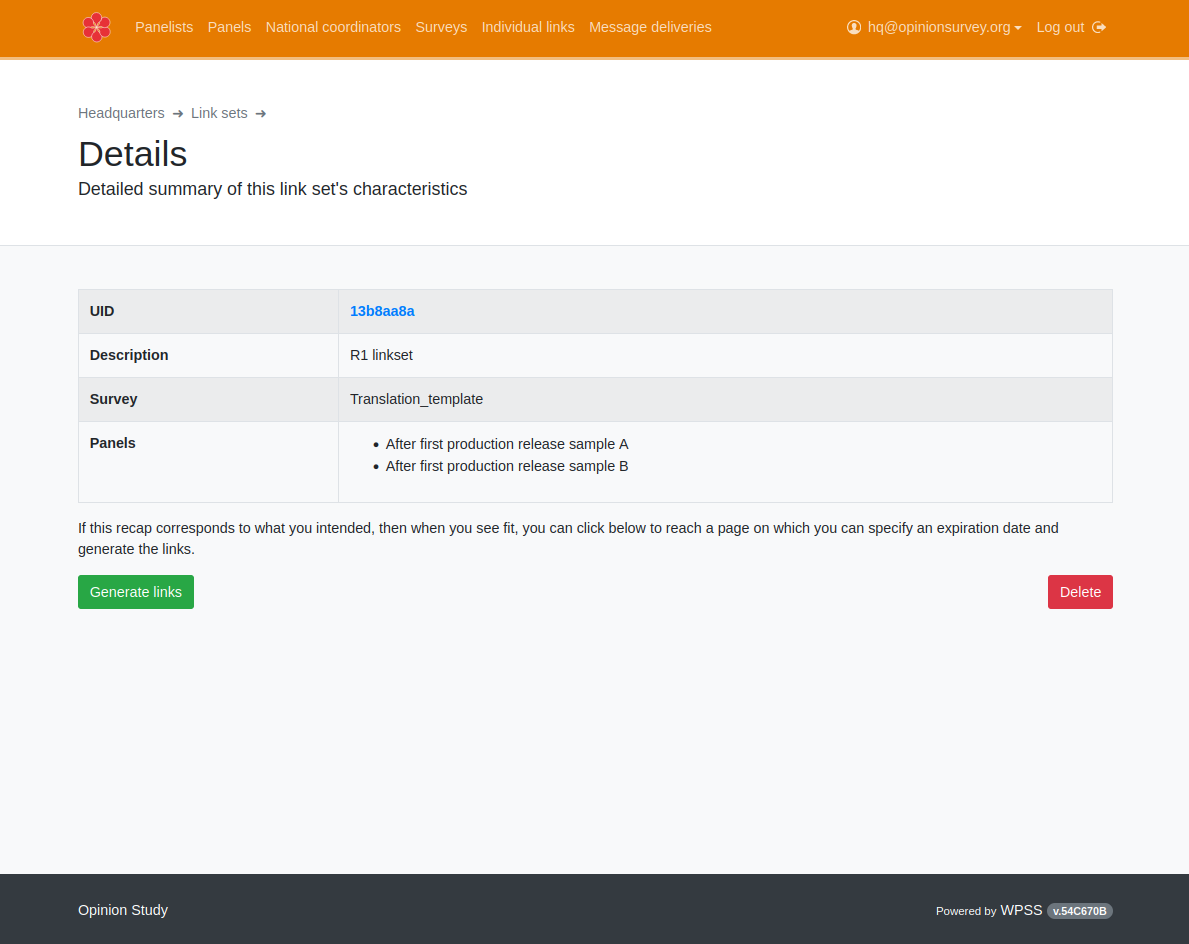 Panelists Panels National coordinators Surveys Individual links Message deliveries hq@opinionsurvey.org Log out
Headquarters ➜ Link sets ➜
Details
Detailed summary of this link set's characteristics
UID 13b8aa8a
Description R1 linkset
Survey Translation_template
Panels • After first production release sample A
• After first production release sample B
If this recap corresponds to what you intended, then when you see fit, you can click below to reach a page on which you can specify an expiration date and
generate the links.
Generate links Delete
Opinion Study Powered by WPSS v.54C670B